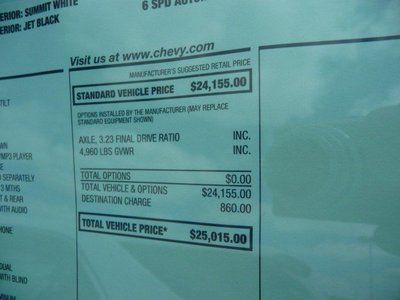 ERIOR: SUMMIT WHITE
ERIOR: JET BLACK
6 SPD AUTOM
Visit us at www.chevy.com
MANUFACTURER'S SUGGESTED RETAIL PRICE
STANDARD VEHICLE PRICE $24,155.00
OPTIONS INSTALLED BY THE MANUFACTURER (MAY REPLACE
STANDARD EQUIPMENT SHOWN)
AXLE, 3.23 FINAL DRIVE RATIO INC.
4,960 LBS GVWR INC.
TOTAL OPTIONS $0.00
TOTAL VEHICLE & OPTIONS $24,155.00
DESTINATION CHARGE 860.00
TOTAL VEHICLE PRICE* $25,015.00
TILT
WN
/MP3 PLAYER
SEPARATELY
3 MTHS
T & REAR
WITH AUDIO
HONE
DUAL
WITH BLIND